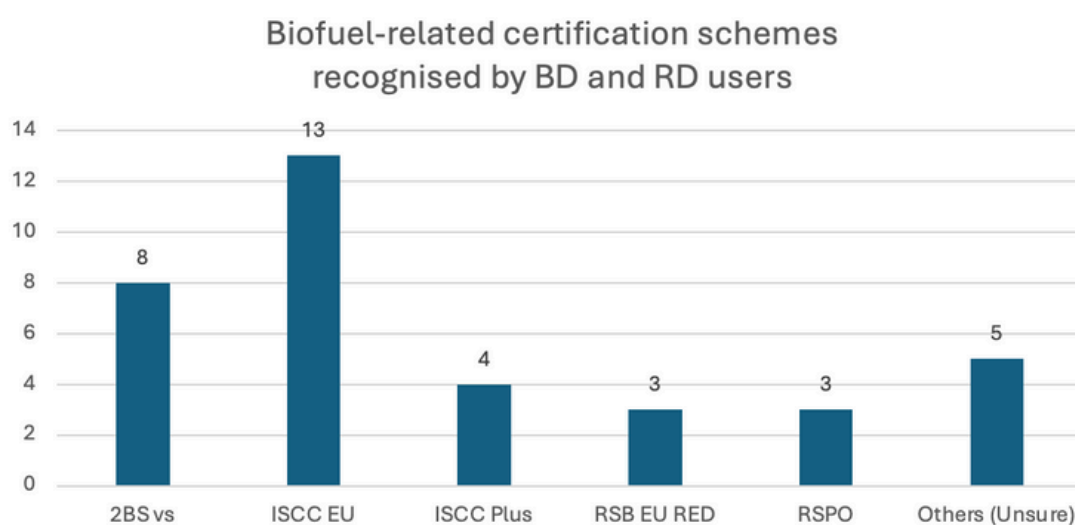 Biofuel-related certification schemes
recognised by BD and RD users
14
12
10
8
6
4
2
0
8
13
4
3
3
5
2BS vs
ISCC EU
ISCC Plus
RSB EU RED
RSPO
Others (Unsure)